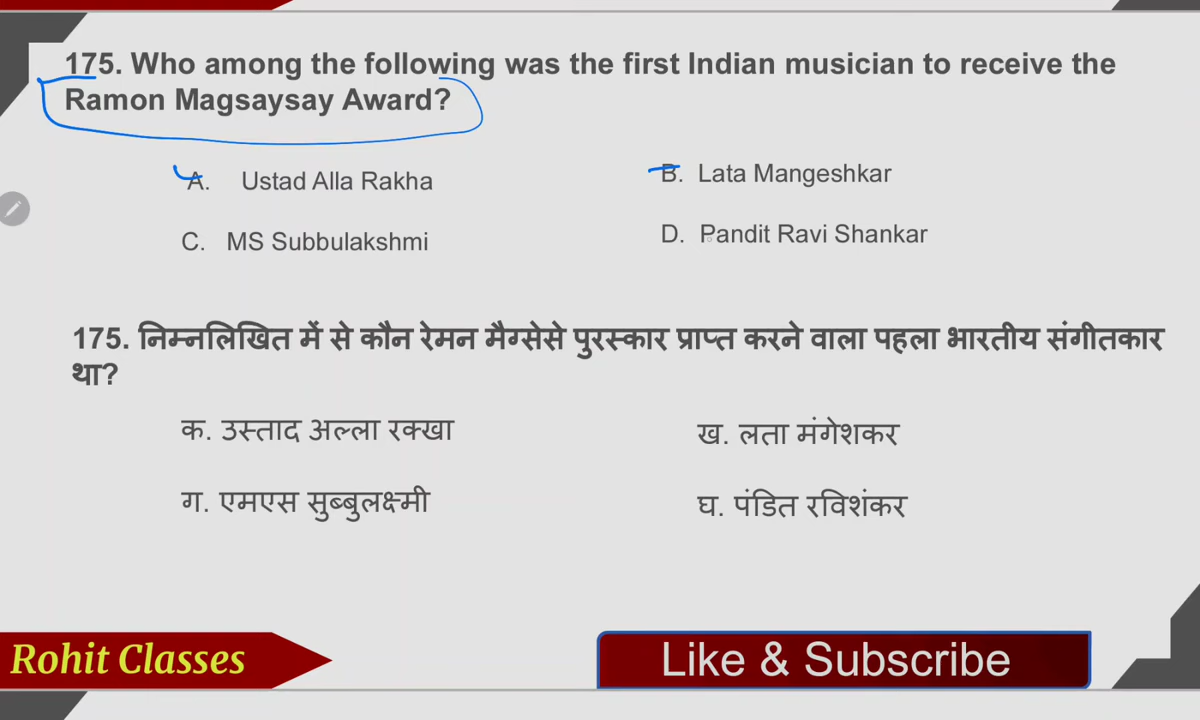 175. Who among the following was the first Indian musician to receive the
Ramon Magsaysay Award?
A. Ustad Alla Rakha
B. Lata Mangeshkar
C. MS Subbulakshmi
D. Pandit Ravi Shankar
175. निम्नलिखित में से कौन रेमन मैग्सेसे पुरस्कार प्राप्त करने वाला पहला भारतीय संगीतकार
था?
क. उस्ताद अल्ला रक्खा
ख. लता मंगेशकर
ग. एमएस सुब्बुलक्ष्मी
घ. पंडित रविशंकर
Rohit Classes
Like & Subscribe